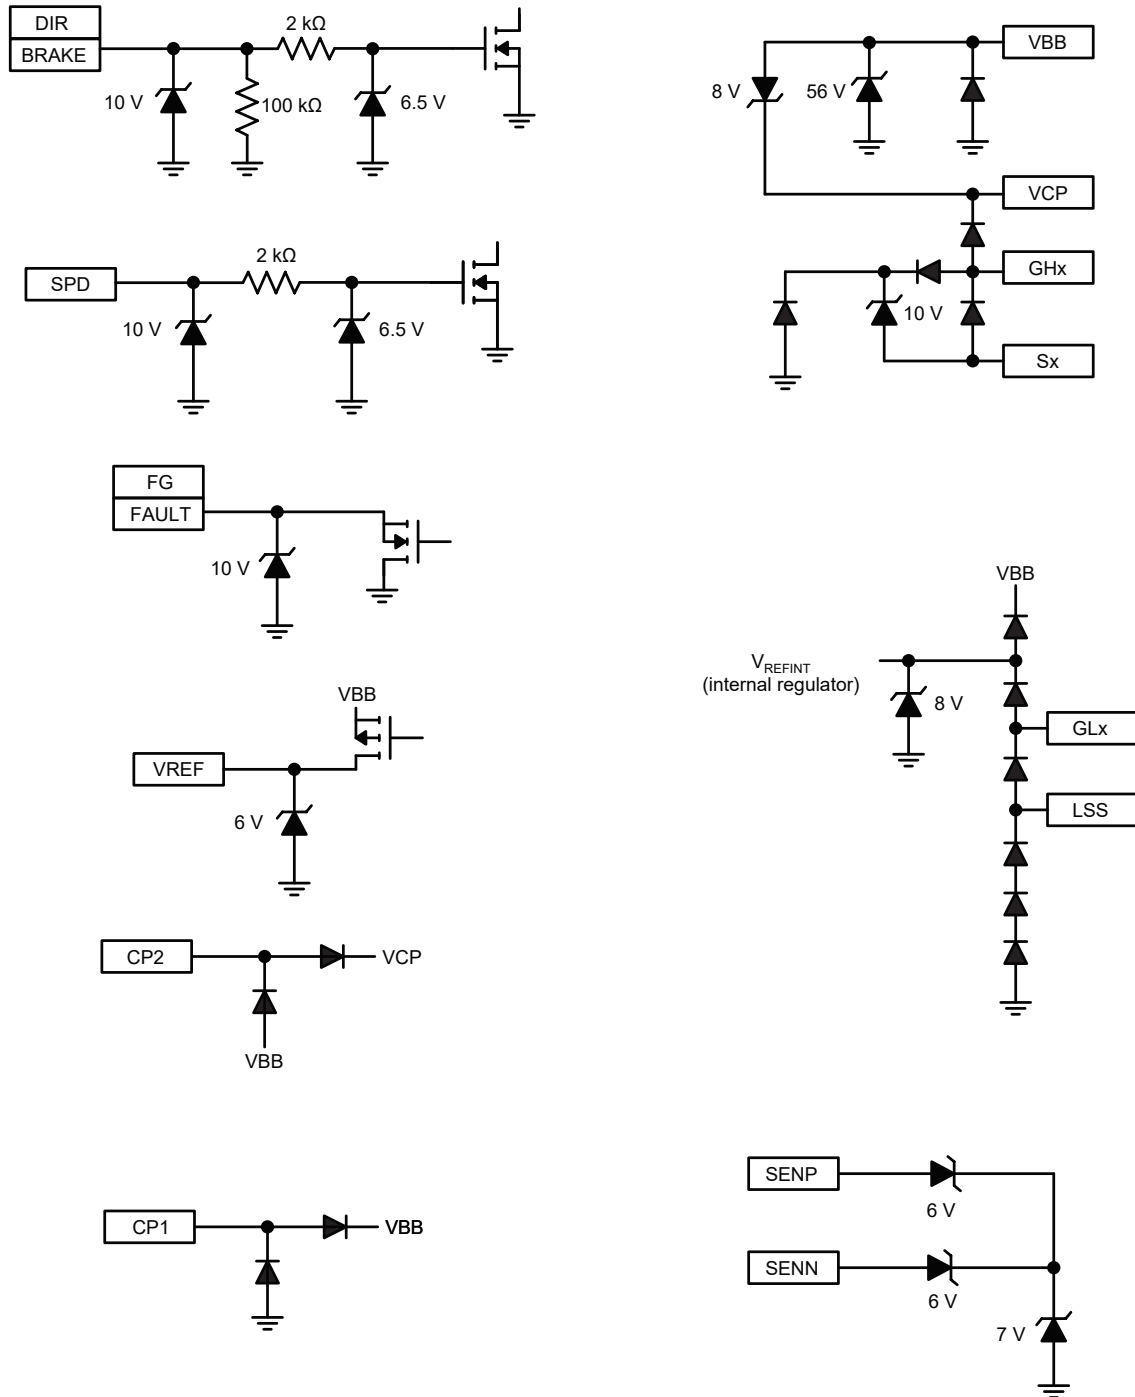 DIR
BRAKE
2 kΩ
10 V
100 kΩ
6.5 V
SPD
2 kΩ
10 V
6.5 V
FG
FAULT
10 V
VBB
VREF
6 V
CP2
VCP
VBB
CP1
VBB
VBB
8 V
56 V
VCP
GHx
10 V
Sx
VBB
VREFINT
(internal regulator)
8 V
GLx
LSS
SENP
6 V
SENN
6 V
7 V